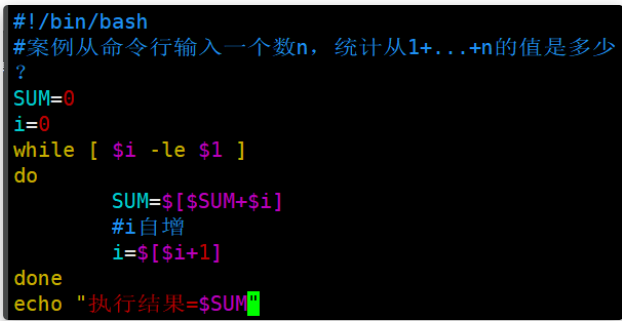 #!/bin/bash
#案例从命令行输入一个数n，统计从1+...+n的值是多少
？
SUM=0
i=0
while [ $i -le $1 ]
do
SUM=$[$SUM+$i]
#i自增
i=$[$i+1]
done
echo "执行结果=$SUM"